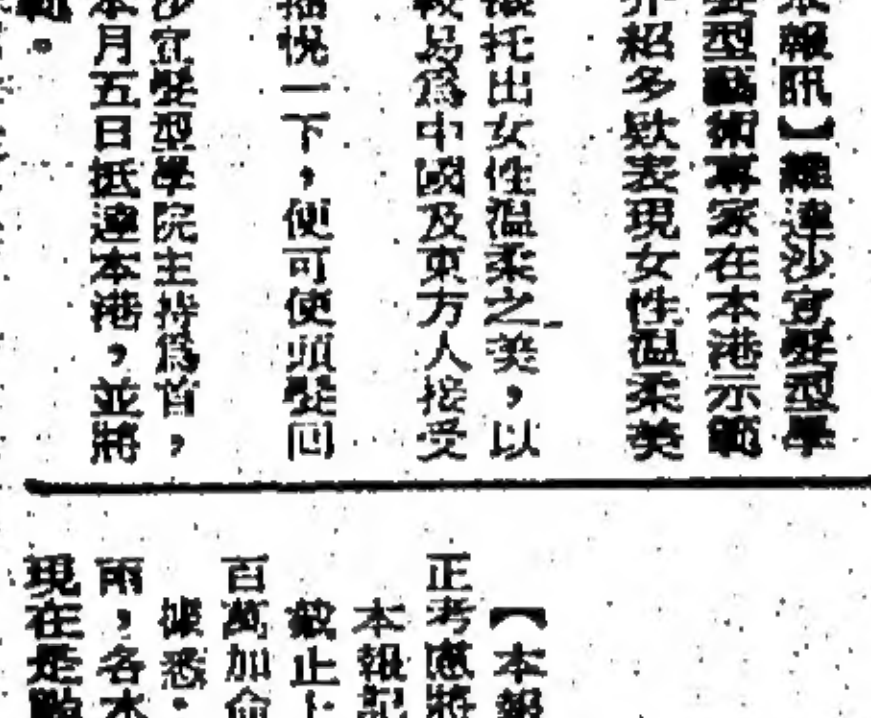 本報訊】維達沙宣髮型學
髮型藝術專家在本港示範
介紹多款表現女性溫柔美
襯托出女性溫柔之美，以
較易爲中國及東方人接受
悅一下，便可使頭髮回
沙宣髮型學院主持爲首，
本月五日抵達本港，並將
範。
【本報
正考慮將
本報記
截止上
百萬加侖
據悉，
雨，各水
現在是